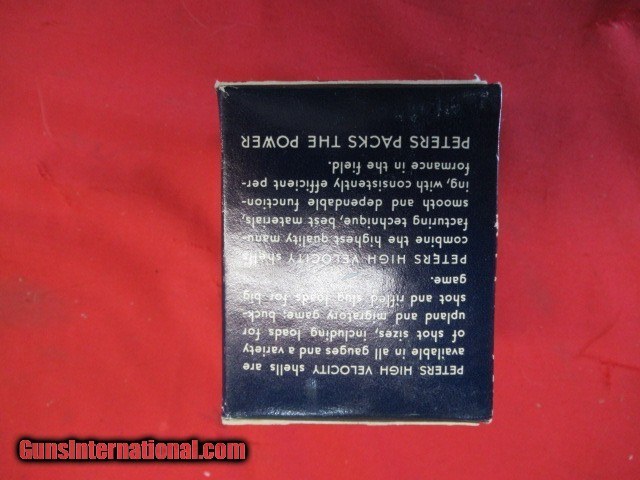 PETERS HIGH VELOCITY shells are
available in all gauges and a variety
of shot sizes, including loads for
upland and migratory game; buck-
shot and rifled slug loads for big
game.
PETERS HIGH VELOCITY shells
combine the highest quality manu-
facturing technique, best materials,
smooth and dependable function-
ing, with consistently efficient per-
formance in the field.
PETERS PACKS THE POWER
GunsInternational.com